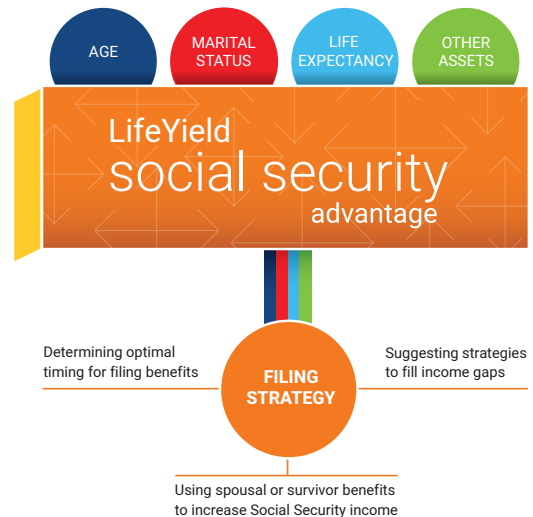 AGE
MARITAL
STATUS
LIFE
EXPECTANCY
OTHER
ASSETS
LifeYield
social security
advantage
Determining optimal
timing for filing benefits
FILING
STRATEGY
Suggesting strategies
to fill income gaps
Using spousal or survivor benefits
to increase Social Security income